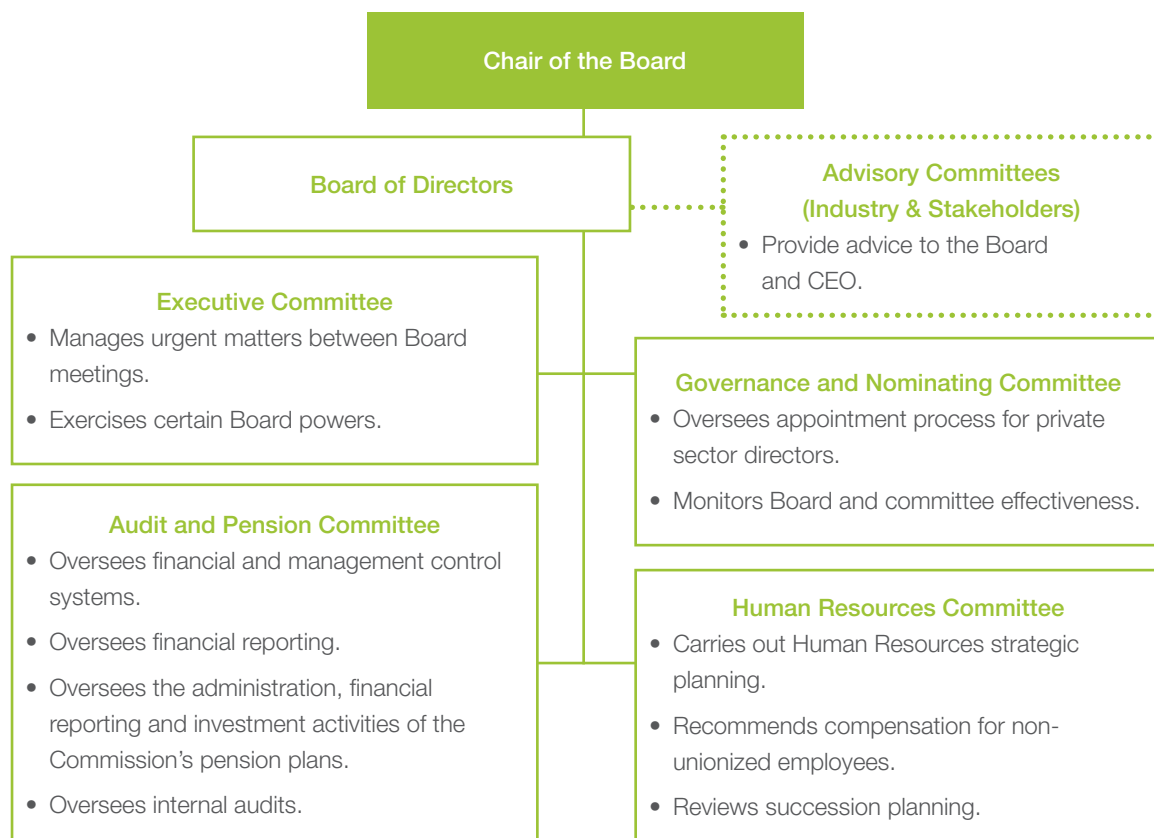 Chair of the Board
Board of Directors
Advisory Committees
(Industry & Stakeholders)
• Provide advice to the Board
and CEO.
Executive Committee
• Manages urgent matters between Board
meetings.
• Exercises certain Board powers.
Governance and Nominating Committee
• Oversees appointment process for private
sector directors.
• Monitors Board and committee effectiveness.
Audit and Pension Committee
• Oversees financial and management control
systems.
• Oversees financial reporting.
• Oversees the administration, financial
reporting and investment activities of the
Commission’s pension plans.
• Oversees internal audits.
Human Resources Committee
• Carries out Human Resources strategic
planning.
• Recommends compensation for non-
unionized employees.
• Reviews succession planning.